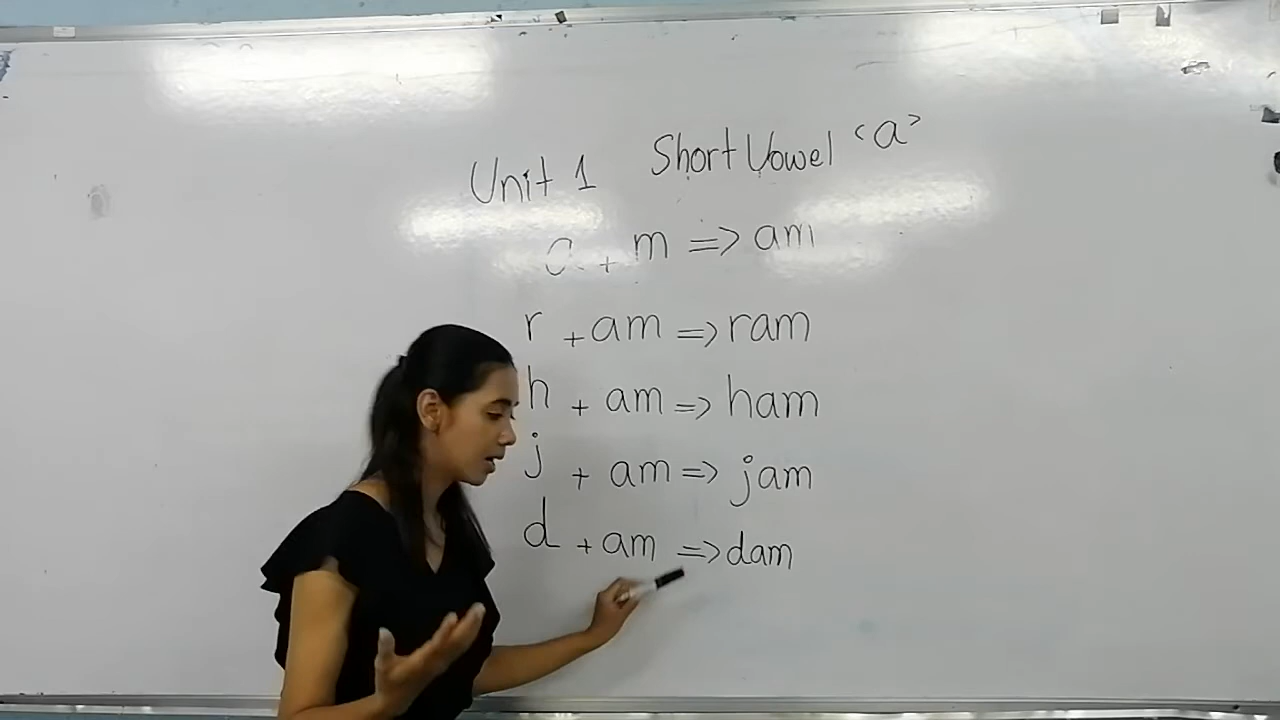 Unit 1 Short Vowel ‹a›
a + m => am
r + am => ram
h + am => ham
j + am => jam
d + am => dam